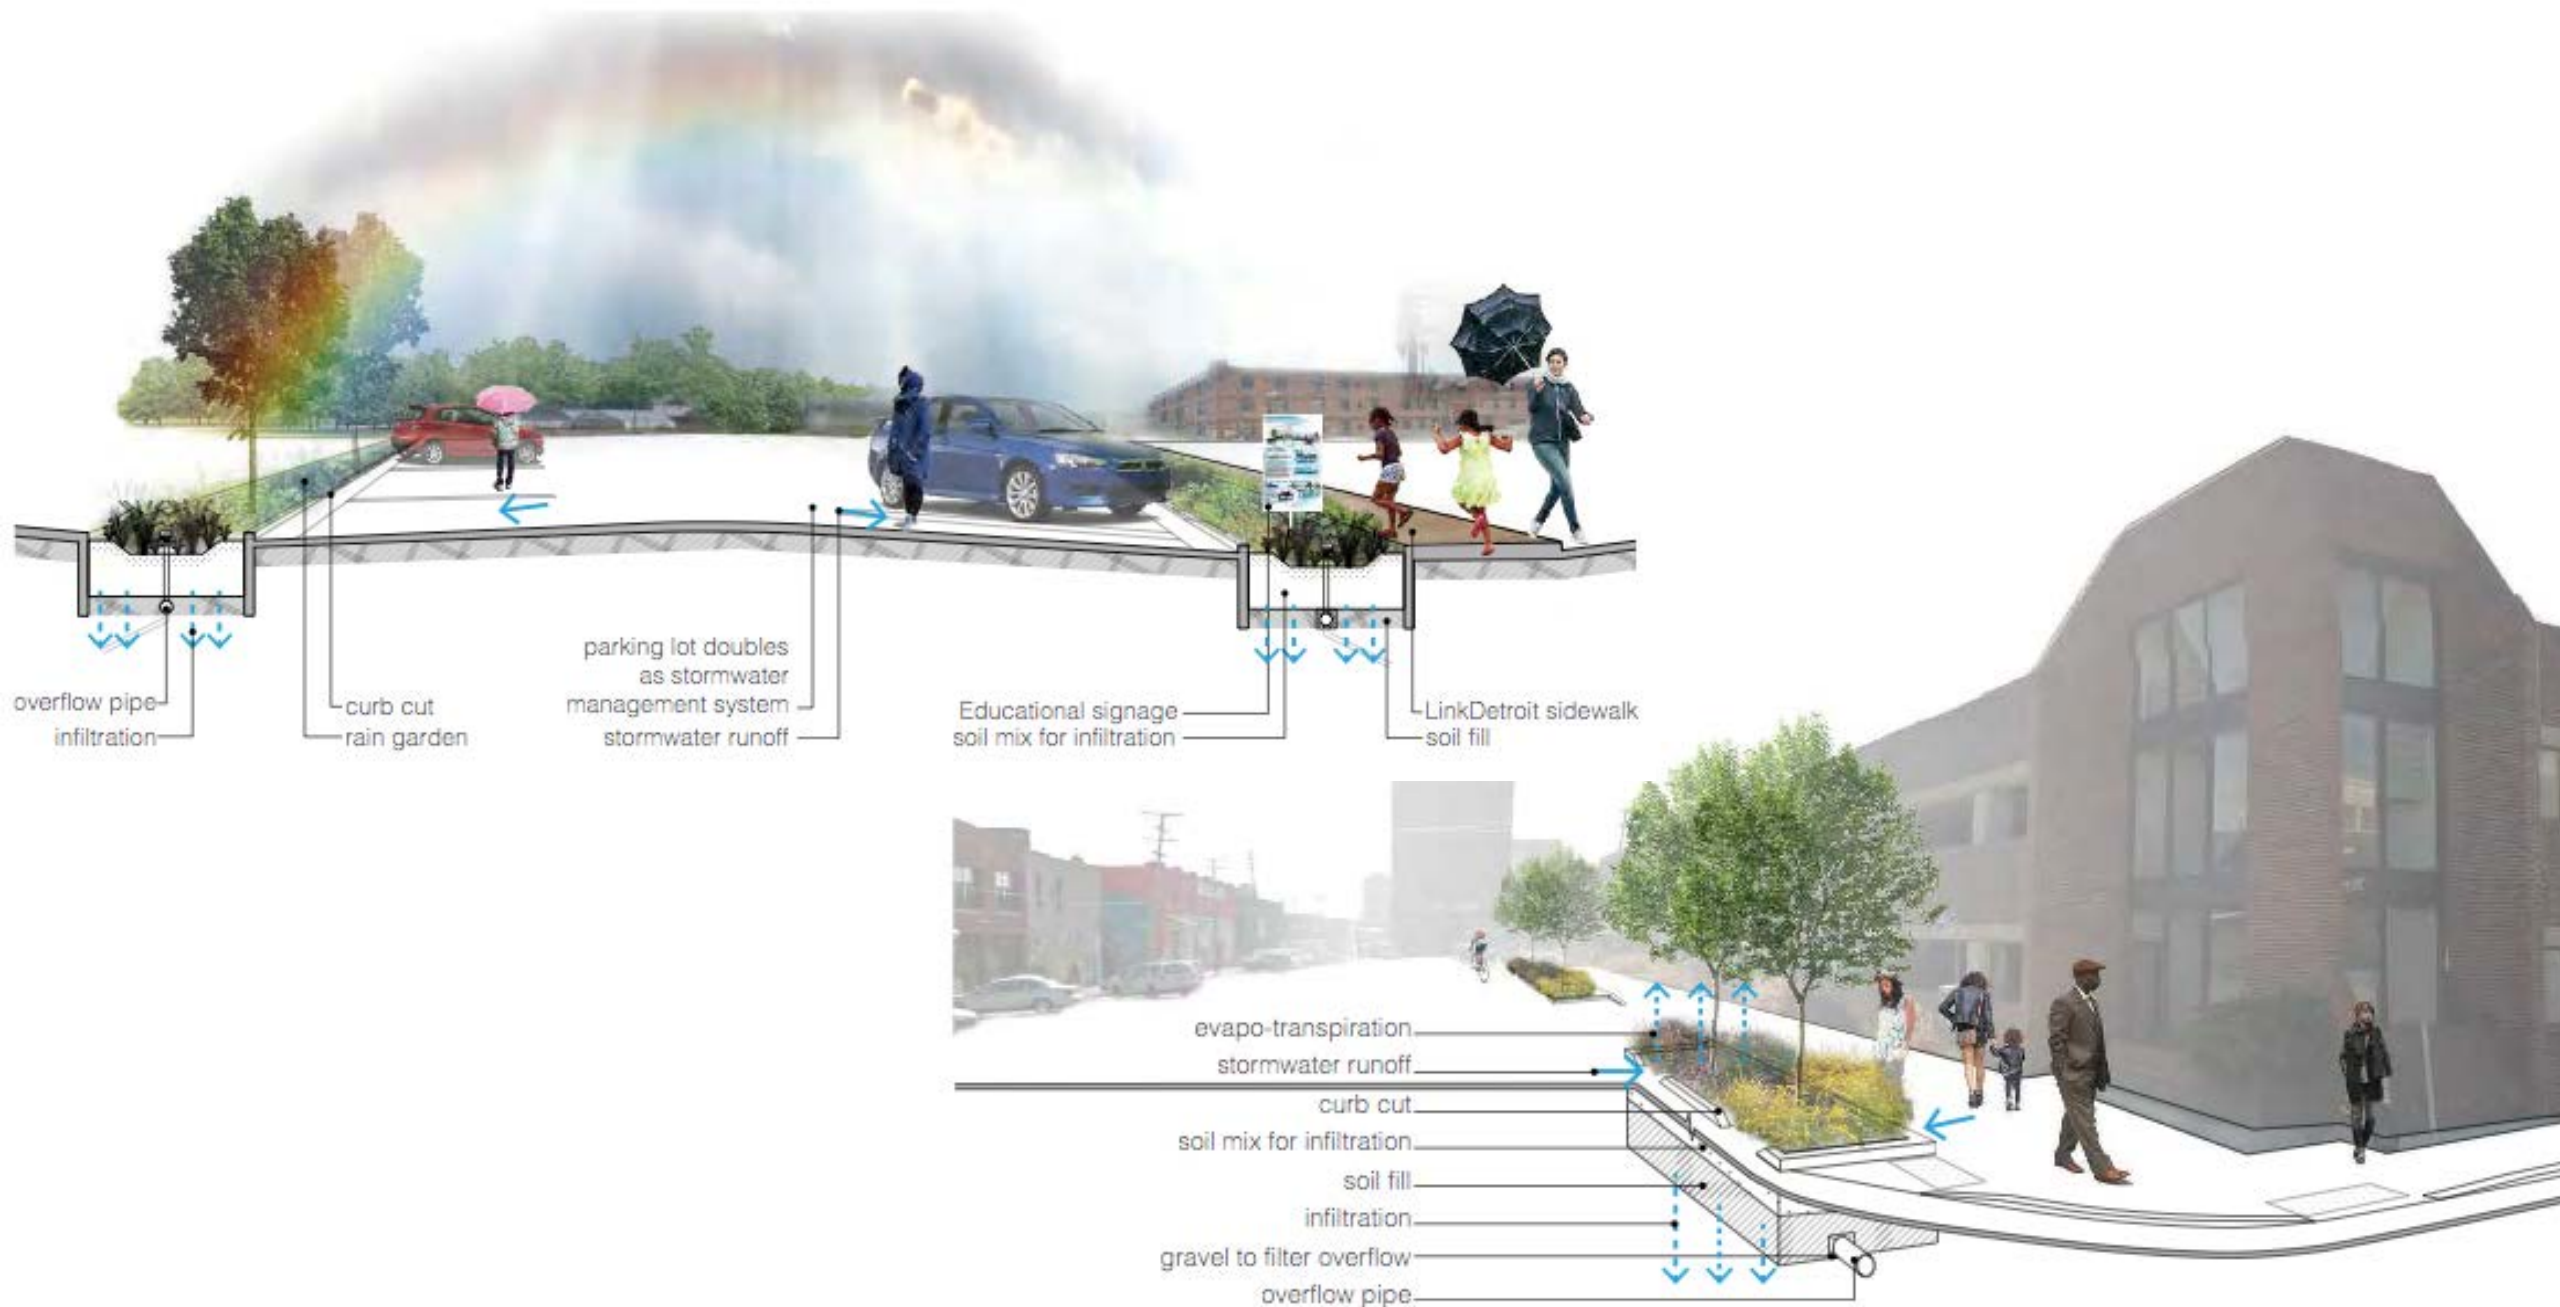 overflow pipe
infiltration
curb cut
rain garden
parking lot doubles
as stormwater
management system
stormwater runoff
Educational signage
soil mix for infiltration
LinkDetroit sidewalk
soil fill
evapo-transpiration
stormwater runoff
curb cut
soil mix for infiltration
soil fill
infiltration
gravel to filter overflow
overflow pipe